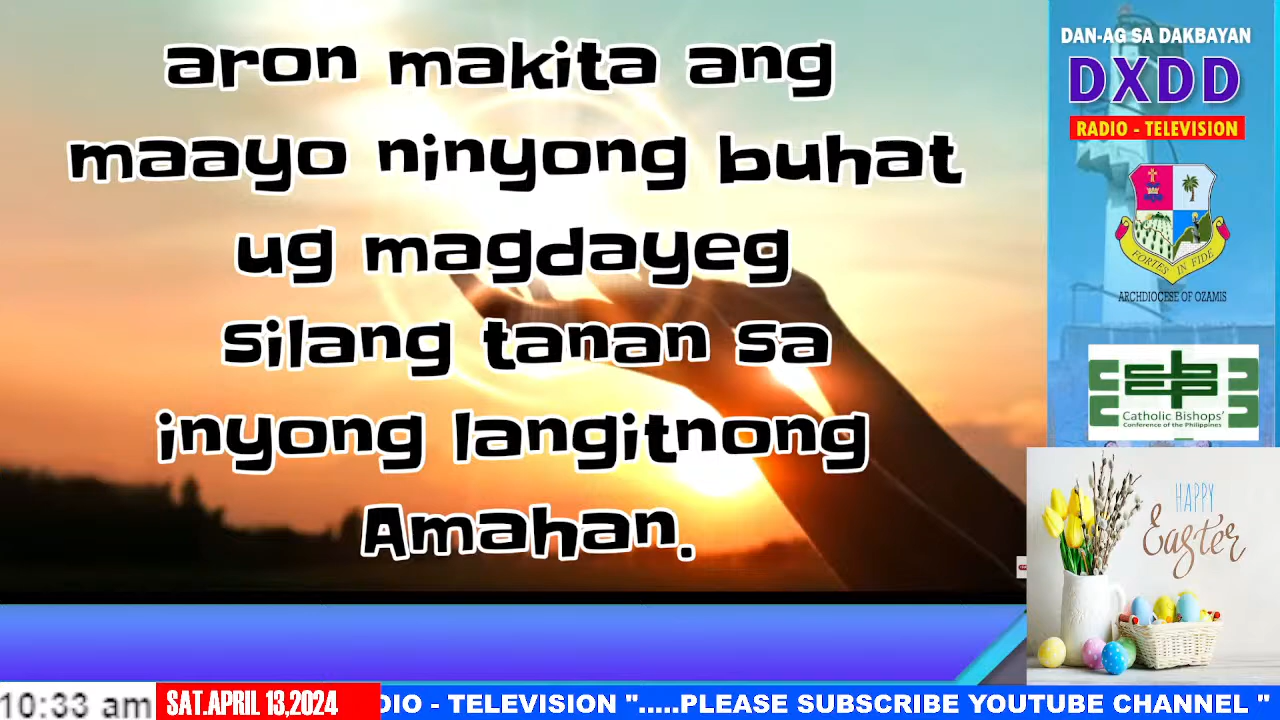 aron makita ang
maayo ninyong buhat
ug magdayeg
silang tanan sa
inyong langitnong
Amahan.
DAN-AG SA DAKBAYAN
DXDD
RADIO - TELEVISION
FORTES IN FIDE
ARCHDIOCESE OF OZAMIS
cbcp
Catholic Bishops'
Conference of the Philippines
HAPPY
Easter
10:33 am
SAT.APRIL 13,2024
DIO - TELEVISION ".....PLEASE SUBSCRIBE YOUTUBE CHANNEL "